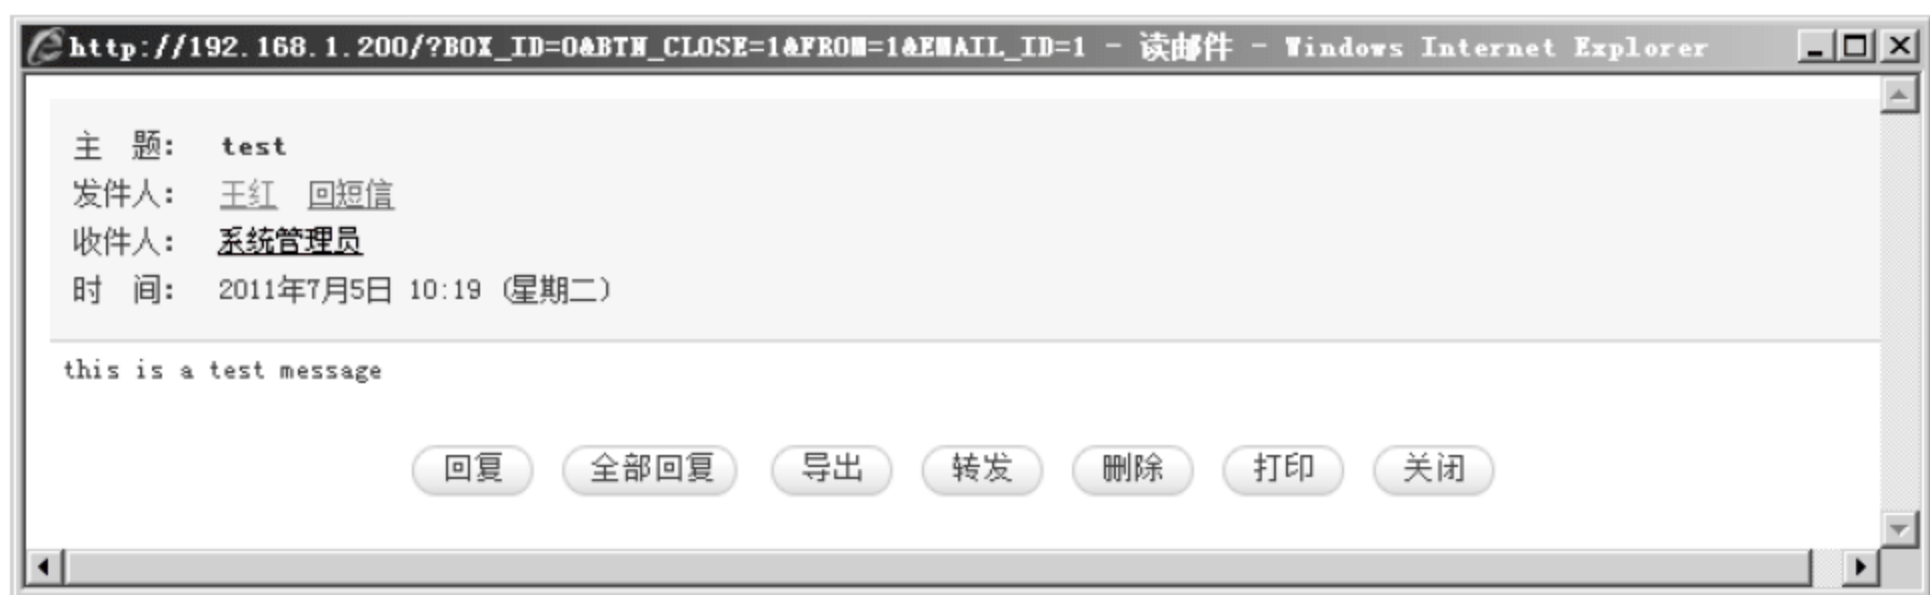 http://192.168.1.200/?BOX_ID=0&BTN_CLOSE=1&FROM=1&EMAIL_ID=1 - 读邮件 - Windows Internet Explorer
主 题: test
发件人: 王红 回短信
收件人: 系统管理员
时 间: 2011年7月5日 10:19 (星期二)
this is a test message
回复 全部回复 导出 转发 删除 打印 关闭